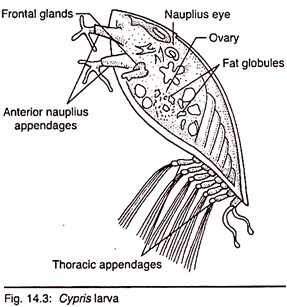 Frontal glands
Nauplius eye
Ovary
Fat globules
Anterior nauplius
appendages
Thoracic appendages
Fig. 14.3: Cypris larva